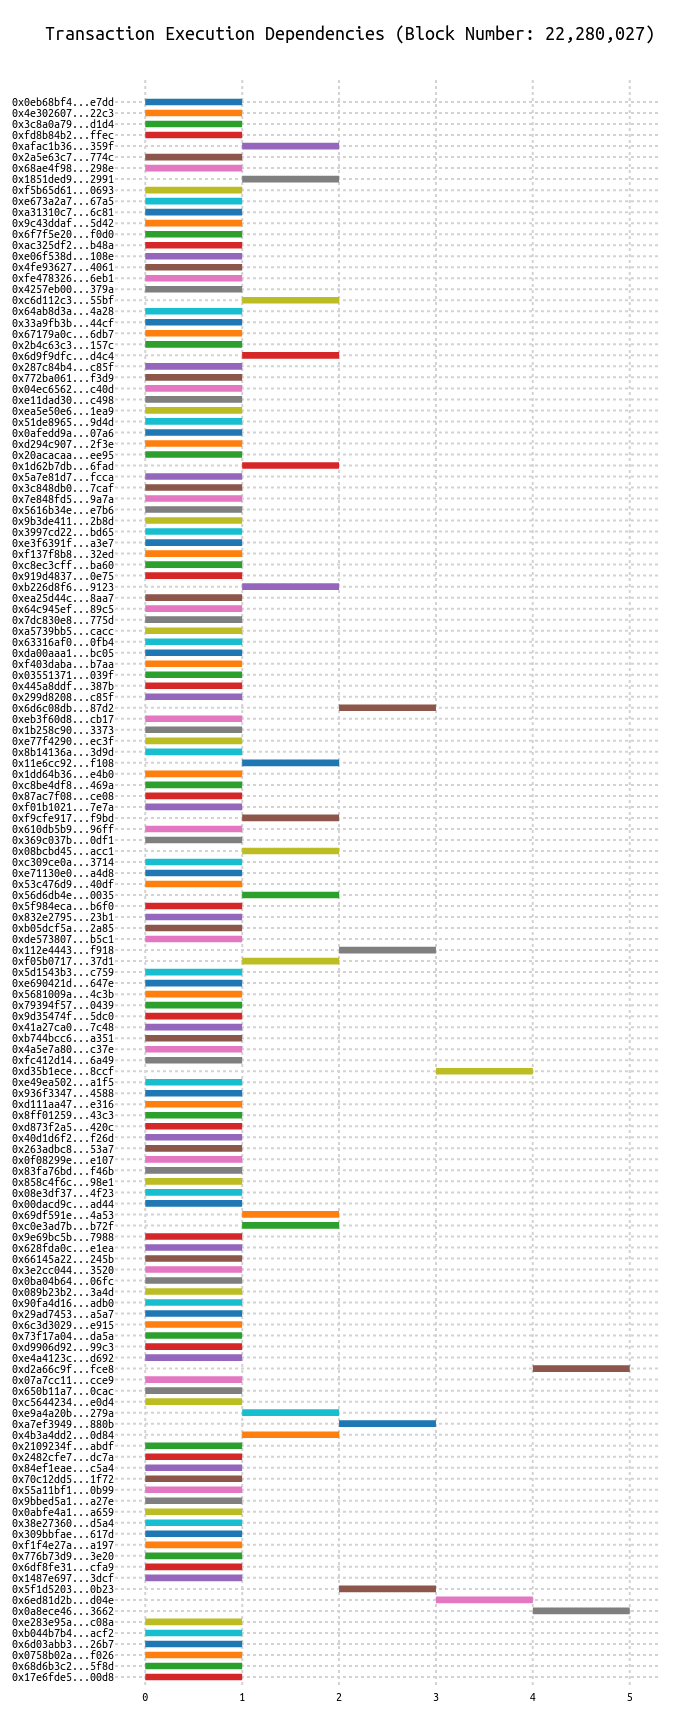 Transaction Execution Dependencies (Block Number: 22,280,027)
0x0eb68bf4...e7dd
0x4e302607...22c3
0x3c8a0a79...d1d4
0xfd8b84b2...ffec
0xafac1b36...359f
0x2a5e63c7...774c
0x68ae4f98...298e
0x1851ded9...2991
0xf5b65d61...0693
0xe673a2a7...67a5
0xa31310c7...6c81
0x9c43ddaf...5d42
0x6f7f5e20...f0d0
0xac325df2...b48a
0xe06f538d...108e
0x4fe93627...4061
0xfe478326...6eb1
0x4257eb00...379a
0xc6d112c3...55bf
0x64ab8d3a...4a28
0x33a9fb3b...44cf
0x67179a0c...6db7
0x2b4c63c3...157c
0x6d9f9dfc...d4c4
0x287c84b4...c85f
0x772ba061...f3d9
0x04ec6562...c40d
0xe11dad30...c498
0xea5e50e6...1ea9
0x51de8965...9d4d
0x0afedd9a...07a6
0xd294c907...2f3e
0x20acacaa...ee95
0x1d62b7db...6fad
0x5a7e81d7...fcca
0x3c848db0...7caf
0x7e848fd5...9a7a
0x5616b34e...e7b6
0x9b3de411...2b8d
0x3997cd22...bd65
0xe3f6391f...a3e7
0xf137f8b8...32ed
0xc8ec3cff...ba60
0x919d4837...0e75
0xb226d8f6...9123
0xea25d44c...8aa7
0x64c945ef...89c5
0x7dc830e8...775d
0xa5739bb5...cacc
0x63316af0...0fb4
0xda00aaa1...bc05
0xf403daba...b7aa
0x03551371...039f
0x445a8ddf...387b
0x299d8208...c85f
0x6d6c08db...87d2
0xeb3f60d8...cb17
0x1b258c90...3373
0xe77f4290...ec3f
0x8b14136a...3d9d
0x11e6cc92...f108
0x1dd64b36...e4b0
0xc8be4df8...469a
0x87ac7f08...ce08
0xf01b1021...7e7a
0xf9cfe917...f9bd
0x610db5b9...96ff
0x369c037b...0df1
0x08bcbd45...acc1
0xc309ce0a...3714
0xe71130e0...a4d8
0x53c476d9...40df
0x56d6db4e...0035
0x5f984eca...b6f0
0x832e2795...23b1
0xb05dcf5a...2a85
0xde573807...b5c1
0x112e4443...f918
0xf05b0717...37d1
0x5d1543b3...c759
0xe690421d...647e
0x5681009a...4c3b
0x79394f57...0439
0x9d35474f...5dc0
0x41a27ca0...7c48
0xb744bcc6...a351
0x4a5e7a80...c37e
0xfc412d14...6a49
0xd35b1ece...8ccf
0xe49ea502...a1f5
0x936f3347...4588
0xd111aa47...e316
0x8ff01259...43c3
0xd873f2a5...420c
0x40d1d6f2...f26d
0x263adbc8...53a7
0x0f08299e...e107
0x83fa76bd...f46b
0x858c4f6c...98e1
0x08e3df37...4f23
0x00dacd9c...ad44
0x69df591e...4a53
0xc0e3ad7b...b72f
0x9e69bc5b...7988
0x628fda0c...e1ea
0x66145a22...245b
0x3e2cc044...3520
0x0ba04b64...06fc
0x089b23b2...3a4d
0x90fa4d16...adb0
0x29ad7453...a5a7
0x6c3d3029...e915
0x73f17a04...da5a
0xd9906d92...99c3
0xe4a4123c...d692
0xd2a66c9f...fce8
0x07a7cc11...cce9
0x650b11a7...0cac
0xc5644234...e0d4
0xe9a4a20b...279a
0xa7ef3949...880b
0x4b3a4dd2...0d84
0x2109234f...abdf
0x2482cfe7...dc7a
0x84ef1eae...c5a4
0x70c12dd5...1f72
0x55a11bf1...0b99
0x9bbed5a1...a27e
0x0abfe4a1...a659
0x38e27360...d5a4
0x309bbfae...617d
0xf1f4e27a...a197
0x776b73d9...3e20
0x6df8fe31...cfa9
0x1487e697...3dcf
0x5f1d5203...0b23
0x6ed81d2b...d04e
0x0a8ece46...3662
0xe283e95a...c08a
0xb044b7b4...acf2
0x6d03abb3...26b7
0x0758b02a...f026
0x68d6b3c2...5f8d
0x17e6fde5...00d8
0 1 2 3 4 5